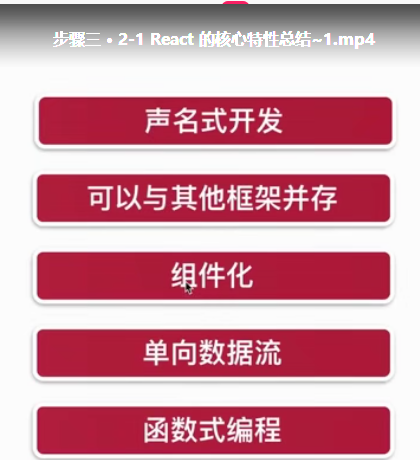 步骤三 • 2-1 React 的核心特性总结~1.mp4
声名式开发
可以与其他框架并存
组件化
单向数据流
函数式编程